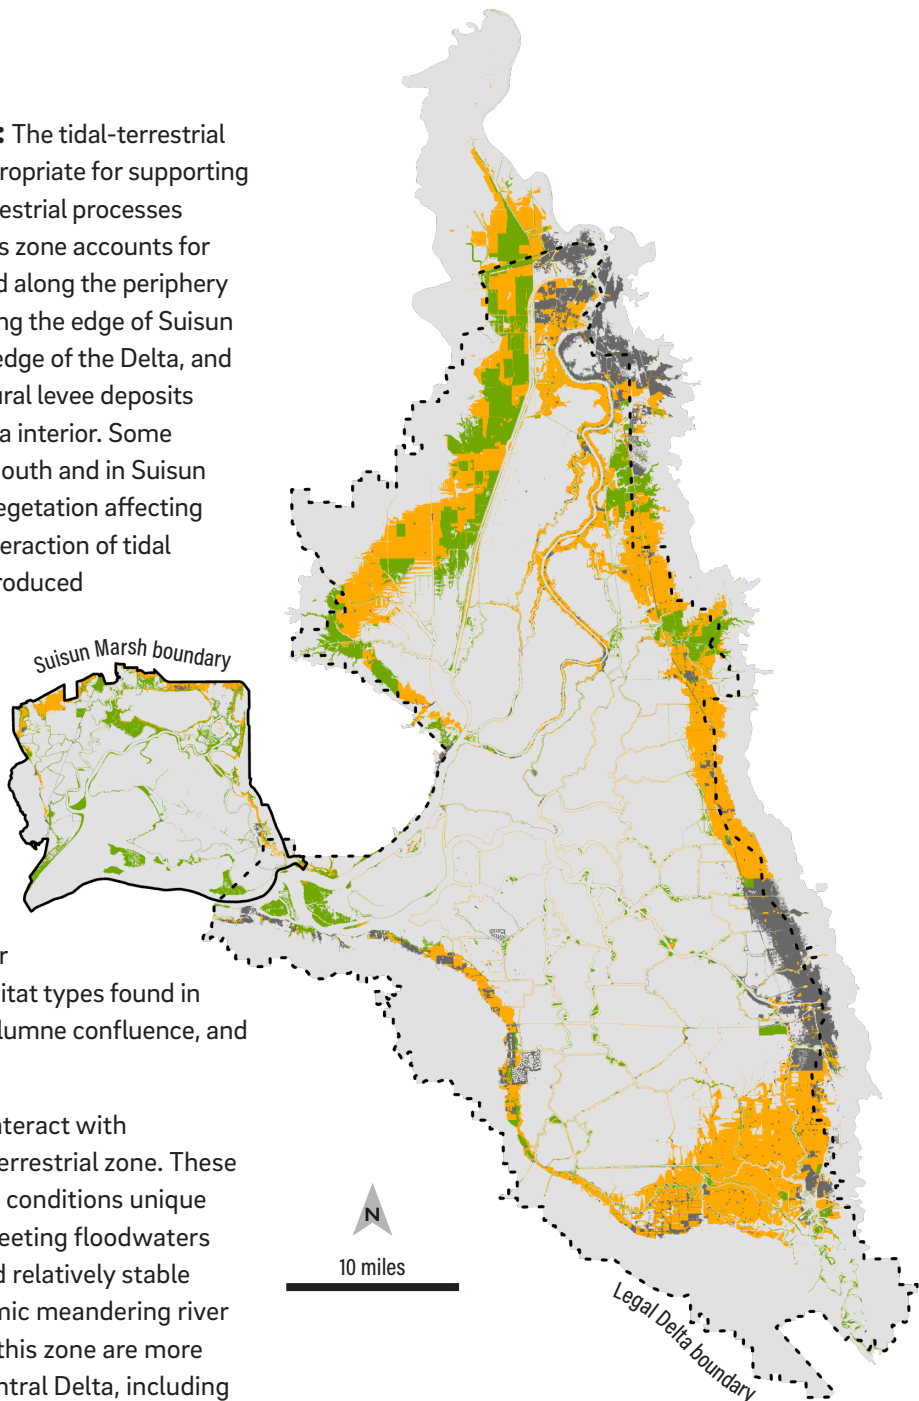 : The tidal-terrestrial
propriate for supporting
restrial processes
s zone accounts for
d along the periphery
ng the edge of Suisun
edge of the Delta, and
ural levee deposits
a interior. Some
outh and in Suisun
egetation affecting
eraction of tidal
roduced
Suisun Marsh boundary
r
itat types found in
lumne confluence, and
nteract with
errestrial zone. These
conditions unique
eeting floodwaters
d relatively stable
mic meandering river
this zone are more
ntral Delta, including
N
10 miles
Legal Delta boundary